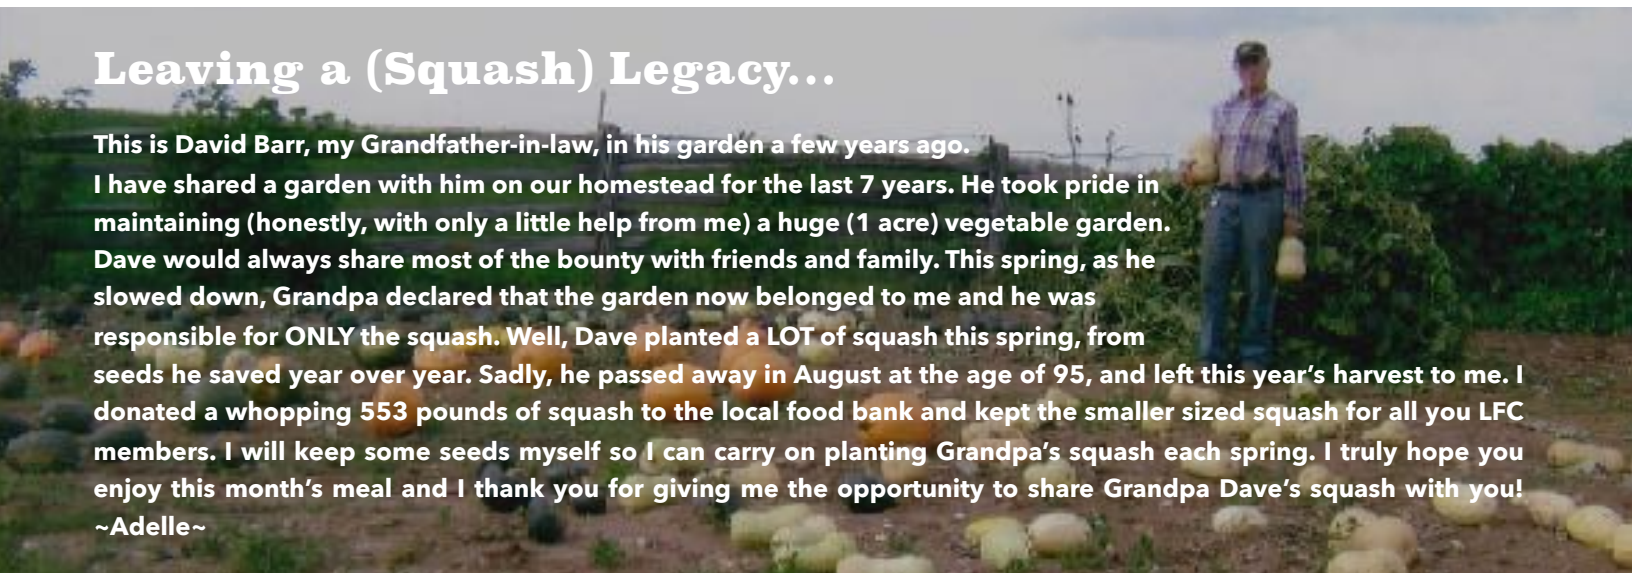 Leaving a (Squash) Legacy...
This is David Barr, my Grandfather-in-law, in his garden a few years ago.
I have shared a garden with him on our homestead for the last 7 years. He took pride in
maintaining (honestly, with only a little help from me) a huge (1 acre) vegetable garden.
Dave would always share most of the bounty with friends and family. This spring, as he
slowed down, Grandpa declared that the garden now belonged to me and he was
responsible for ONLY the squash. Well, Dave planted a LOT of squash this spring, from
seeds he saved year over year. Sadly, he passed away in August at the age of 95, and left this year’s harvest to me. I
donated a whopping 553 pounds of squash to the local food bank and kept the smaller sized squash for all you LFC
members. I will keep some seeds myself so I can carry on planting Grandpa’s squash each spring. I truly hope you
enjoy this month’s meal and I thank you for giving me the opportunity to share Grandpa Dave’s squash with you!
~Adelle~